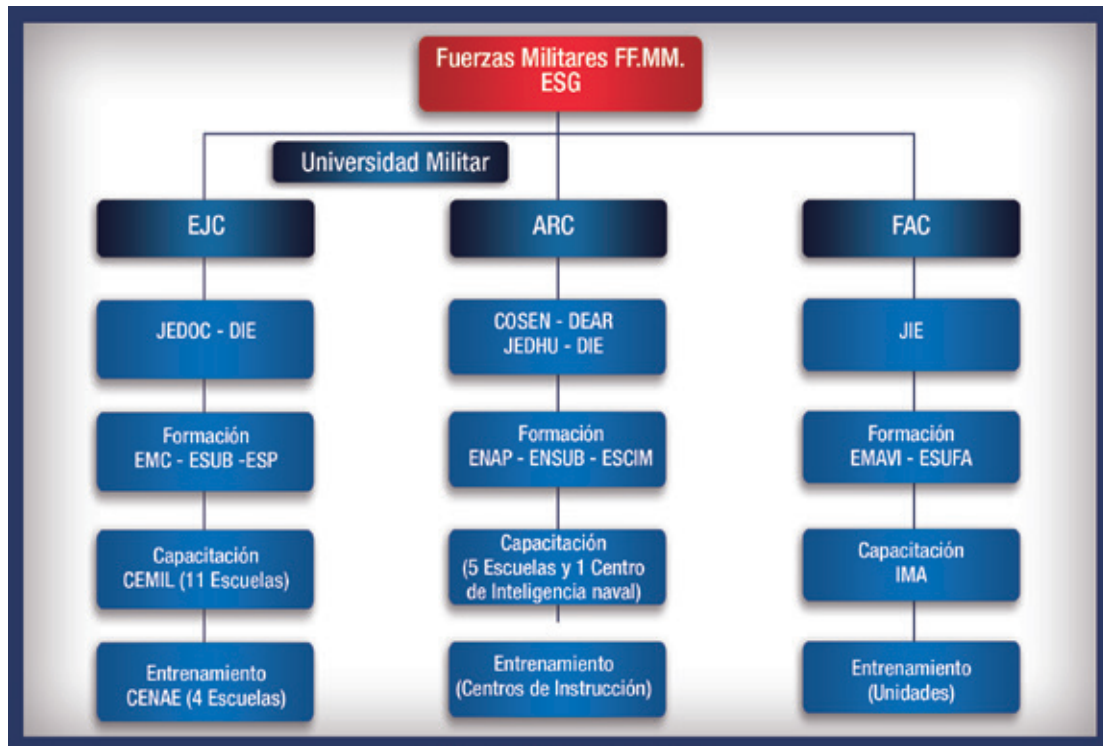 Fuerzas Militares FF.MM.
ESG
Universidad Militar
EJC
ARC
FAC
JEDOC - DIE
COSEN - DEAR
JEDHU - DIE
JIE
Formación
EMC - ESUB -ESP
Formación
ENAP - ENSUB - ESCIM
Formación
EMAVI - ESUFA
Capacitación
CEMIL (11 Escuelas)
Capacitación
(5 Escuelas y 1 Centro
de Inteligencia naval)
Capacitación
IMA
Entrenamiento
CENAE (4 Escuelas)
Entrenamiento
(Centros de Instrucción)
Entrenamiento
(Unidades)